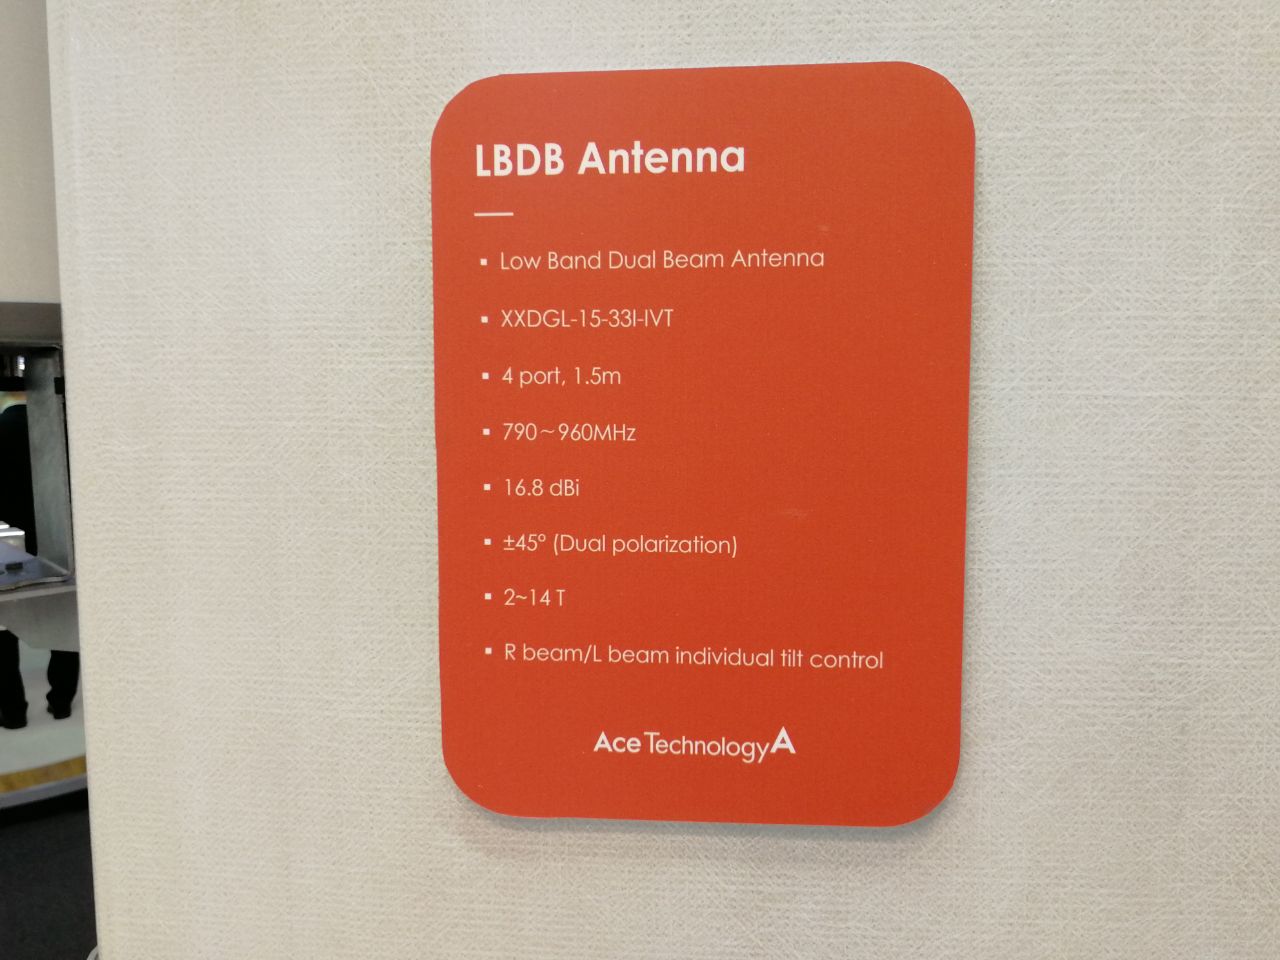 LBDB Antenna
▪ Low Band Dual Beam Antenna
▪ XXDGL-15-33I-IVT
▪ 4 port, 1.5m
▪ 790~960MHz
▪ 16.8 dBi
▪ ±45º (Dual polarization)
▪ 2~14 T
▪ R beam/L beam individual tilt control
Ace Technology A